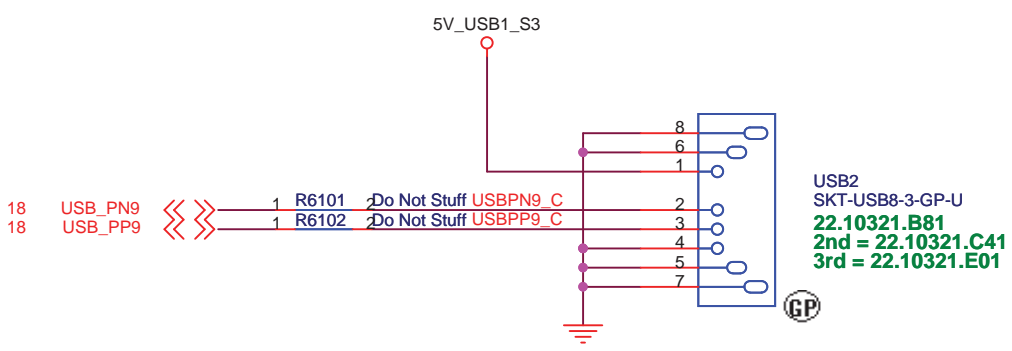 5V_USB1_S3
8
6
1
USB2
SKT-USB8-3-GP-U
18 USB_PN9 1 R6101 2 Do Not Stuff USBPN9_C 2
18 USB_PP9 1 R6102 2 Do Not Stuff USBPP9_C 3
22.10321.B81
4
2nd = 22.10321.C41
5
3rd = 22.10321.E01
7
GP